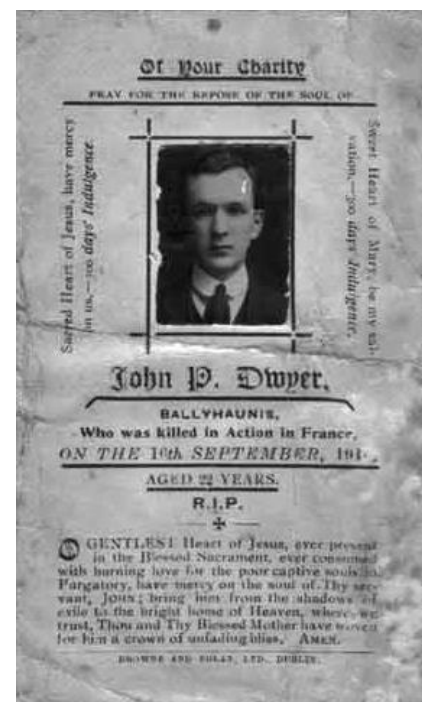 Of Your Charity
PRAY FOR THE REPOSE OF THE SOUL OF
Sacred Heart of Jesus, have mercy
on us,—300 days' Indulgence.
Sweet Heart of Mary, be my sal-
vation,—300 days' Indulgence.
John P. Dwyer,
BALLYHAUNIS,
Who was killed in Action in France,
ON THE 16th SEPTEMBER, 191
AGED 22 YEARS.
R.I.P.
O GENTLEST Heart of Jesus, ever present
in the Blessed Sacrament, ever consumed
with burning love for the poor captive souls in
Purgatory, have mercy on the soul of Thy ser-
vant, JOHN; bring him from the shadows of
exile to the bright home of Heaven, where, we
trust, Thou and Thy Blessed Mother have woven
for him a crown of unfading bliss. AMEN.
BROWNE AND NOLAN, LTD., DUBLIN.